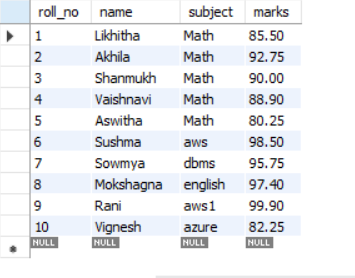 roll_no name subject marks
1 Likhitha Math 85.50
2 Akhila Math 92.75
3 Shanmukh Math 90.00
4 Vaishnavi Math 88.90
5 Aswitha Math 80.25
6 Sushma aws 98.50
7 Sowmya dbms 95.75
8 Mokshagna english 97.40
9 Rani aws1 99.90
10 Vignesh azure 82.25
NULL NULL NULL NULL